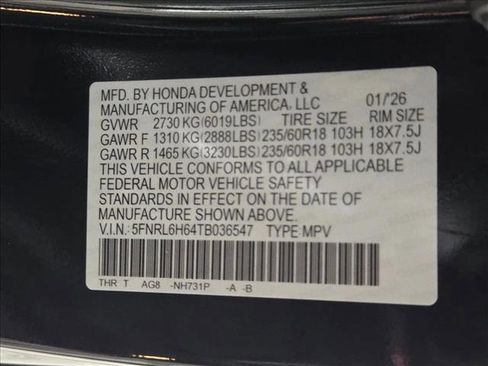 MFD. BY HONDA DEVELOPMENT &
MANUFACTURING OF AMERICA, LLC 01/'26
GVWR 2730 KG(6019LBS) TIRE SIZE RIM SIZE
GAWR F 1310 KG(2888LBS) 235/60R18 103H 18X7.5J
GAWR R 1465 KG(3230LBS) 235/60R18 103H 18X7.5J
THIS VEHICLE CONFORMS TO ALL APPLICABLE
FEDERAL MOTOR VEHICLE SAFETY
STANDARDS IN EFFECT ON THE DATE OF
MANUFACTURE SHOWN ABOVE.
V.I.N.: 5FNRL6H64TB036547 TYPE:MPV
THR T AG8 -NH731P -A -B